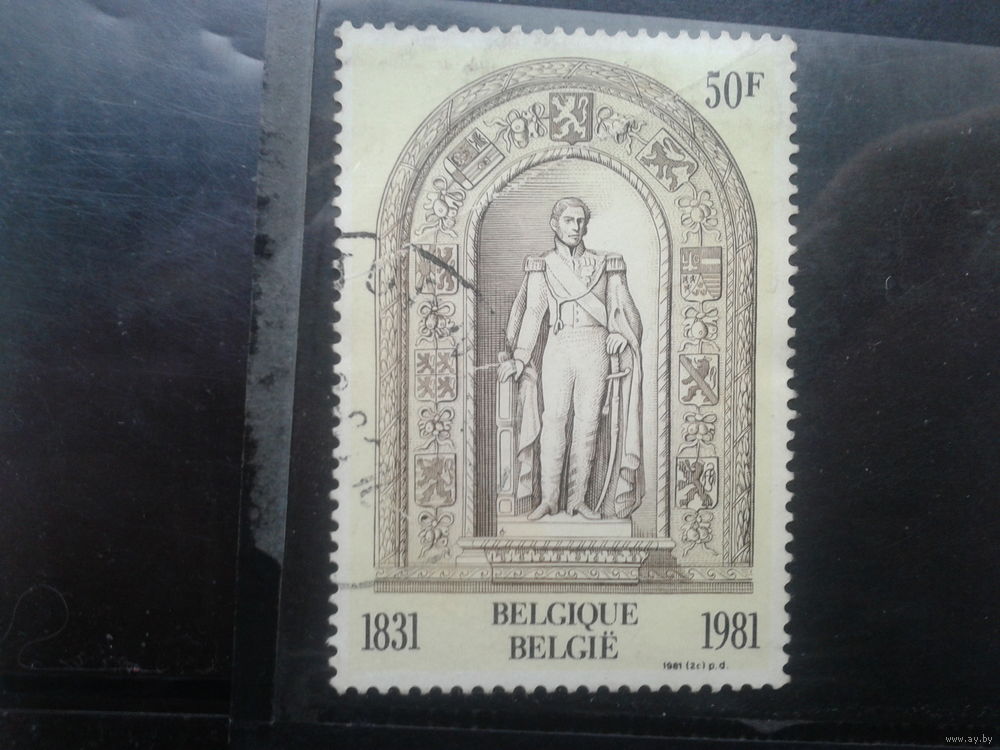 50F
1831
BELGIQUE
BELGIË
1981
1981 (2c) p.d.
www.ay.by